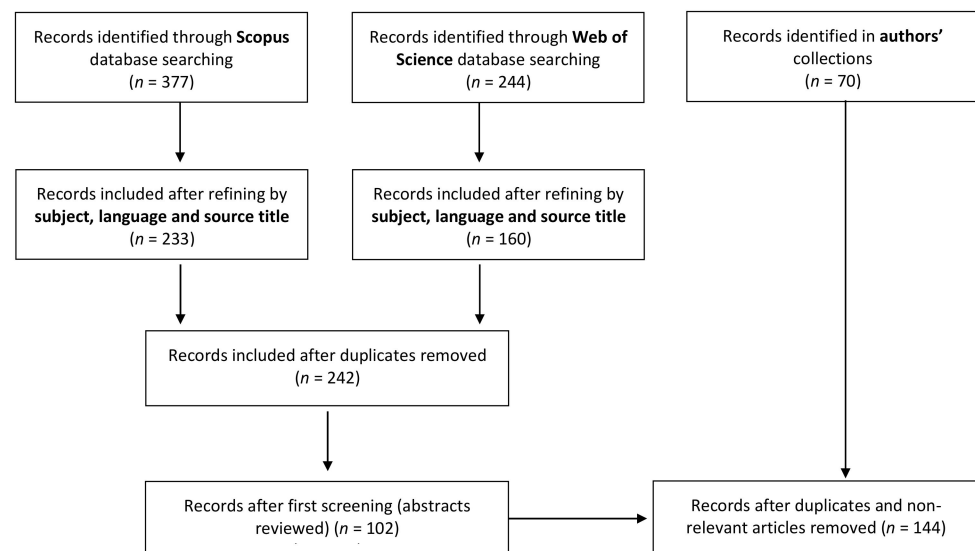 Records identified through Scopus
database searching
(n = 377)
Records identified through Web of
Science database searching
(n = 244)
Records identified in authors’
collections
(n = 70)
Records included after refining by
subject, language and source title
(n = 233)
Records included after refining by
subject, language and source title
(n = 160)
Records included after duplicates removed
(n = 242)
Records after first screening (abstracts
reviewed) (n = 102)
Records after duplicates and non-
relevant articles removed (n = 144)